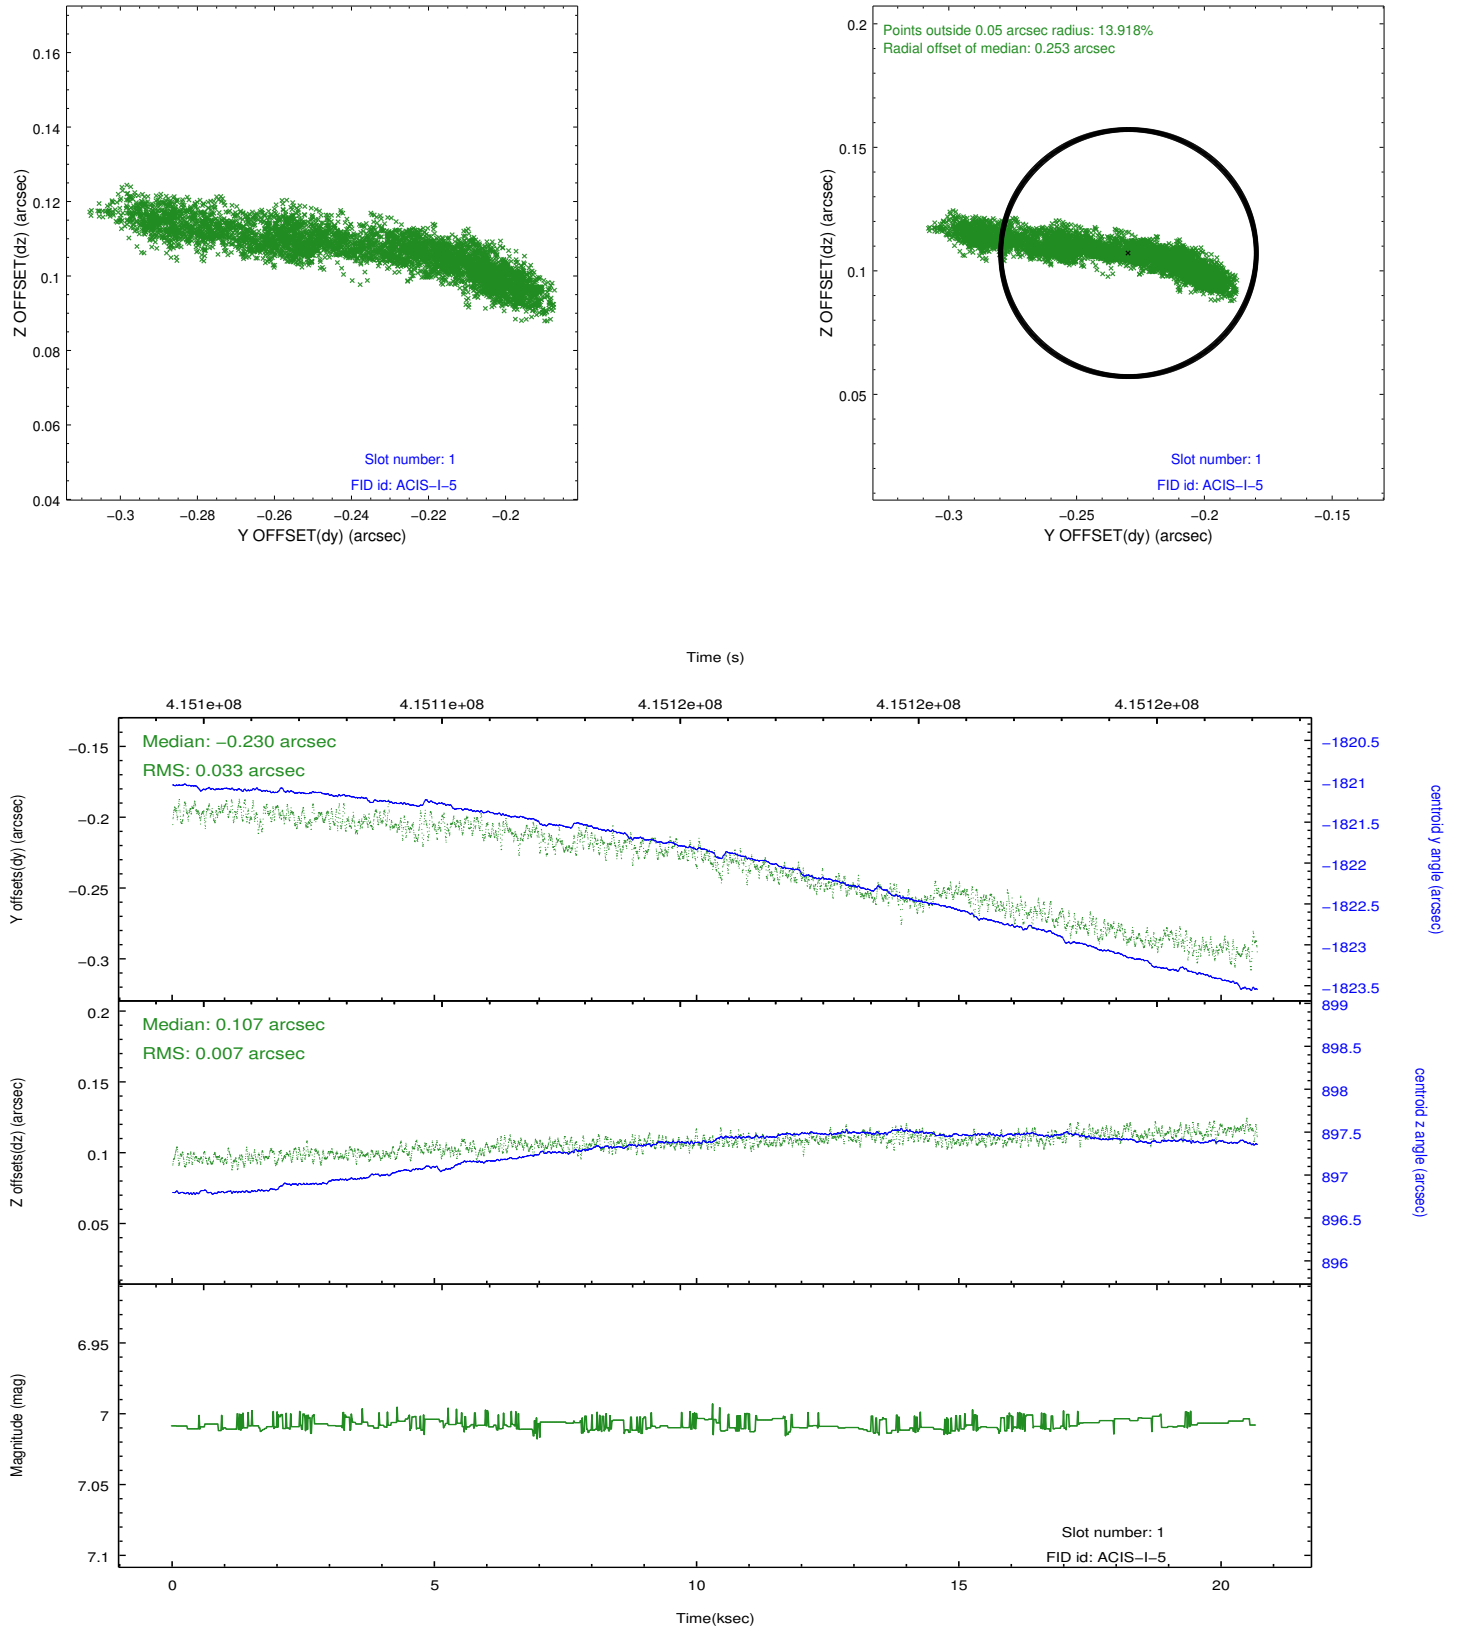 0.16
0.14
0.12
0.1
0.08
0.06
0.04
Z OFFSET(dz) (arcsec)
Slot number: 1
FID id: ACIS−I−5
−0.3 −0.28 −0.26 −0.24 −0.22 −0.2
Y OFFSET(dy) (arcsec)
Points outside 0.05 arcsec radius: 13.918%
Radial offset of median: 0.253 arcsec
0.2
0.15
0.1
0.05
Z OFFSET(dz) (arcsec)
Slot number: 1
FID id: ACIS−I−5
−0.3 −0.25 −0.2 −0.15
Y OFFSET(dy) (arcsec)
Time (s)
4.151e+08 4.1511e+08 4.1512e+08 4.1512e+08 4.1512e+08
Median: −0.230 arcsec
RMS: 0.033 arcsec
−0.15
−0.2
−0.25
−0.3
Y offsets(dy) (arcsec)
−1820.5
−1821
−1821.5
−1822
−1822.5
−1823
−1823.5
centroid y angle (arcsec)
Median: 0.107 arcsec
RMS: 0.007 arcsec
0.2
0.15
0.1
0.05
Z offsets(dz) (arcsec)
899
898.5
898
897.5
897
896.5
896
centroid z angle (arcsec)
6.95
7
7.05
7.1
Magnitude (mag)
Slot number: 1
FID id: ACIS−I−5
0 5 10 15 20
Time(ksec)